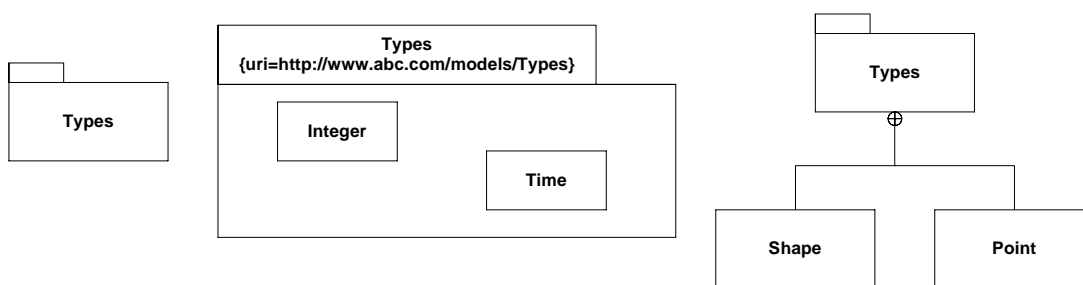 Types
Types
{uri=http://www.abc.com/models/Types}
Integer
Time
Types
Shape
Point